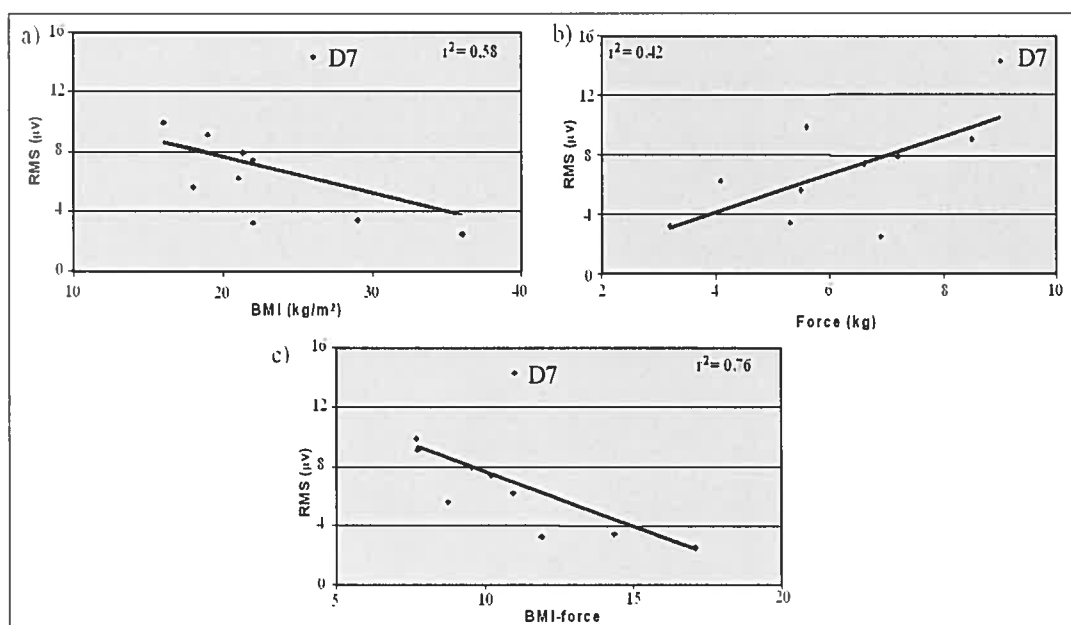 a)
16
12
8
4
0
RMS (μv)
D7
r²= 0.58
10
20
30
40
BMI (kg/m²)
b)
16
12
8
4
0
RMS (μv)
r²= 0.42
D7
2
4
6
8
10
Force (kg)
c)
16
12
8
4
0
RMS (μv)
D7
r²= 0.76
5
10
15
20
BMI-force